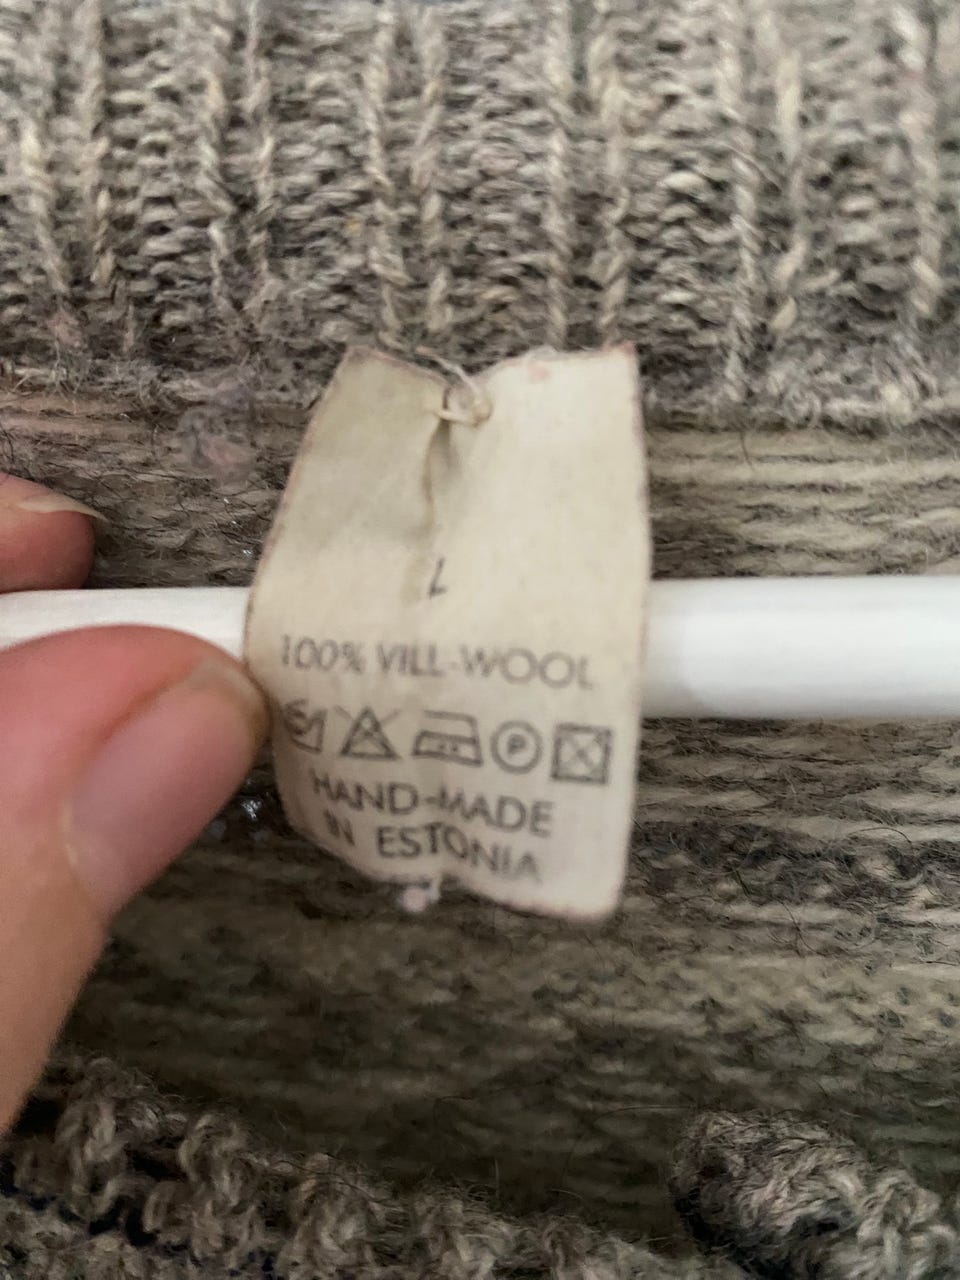 L
100% VILL-WOOL
P
HAND-MADE
IN ESTONIA